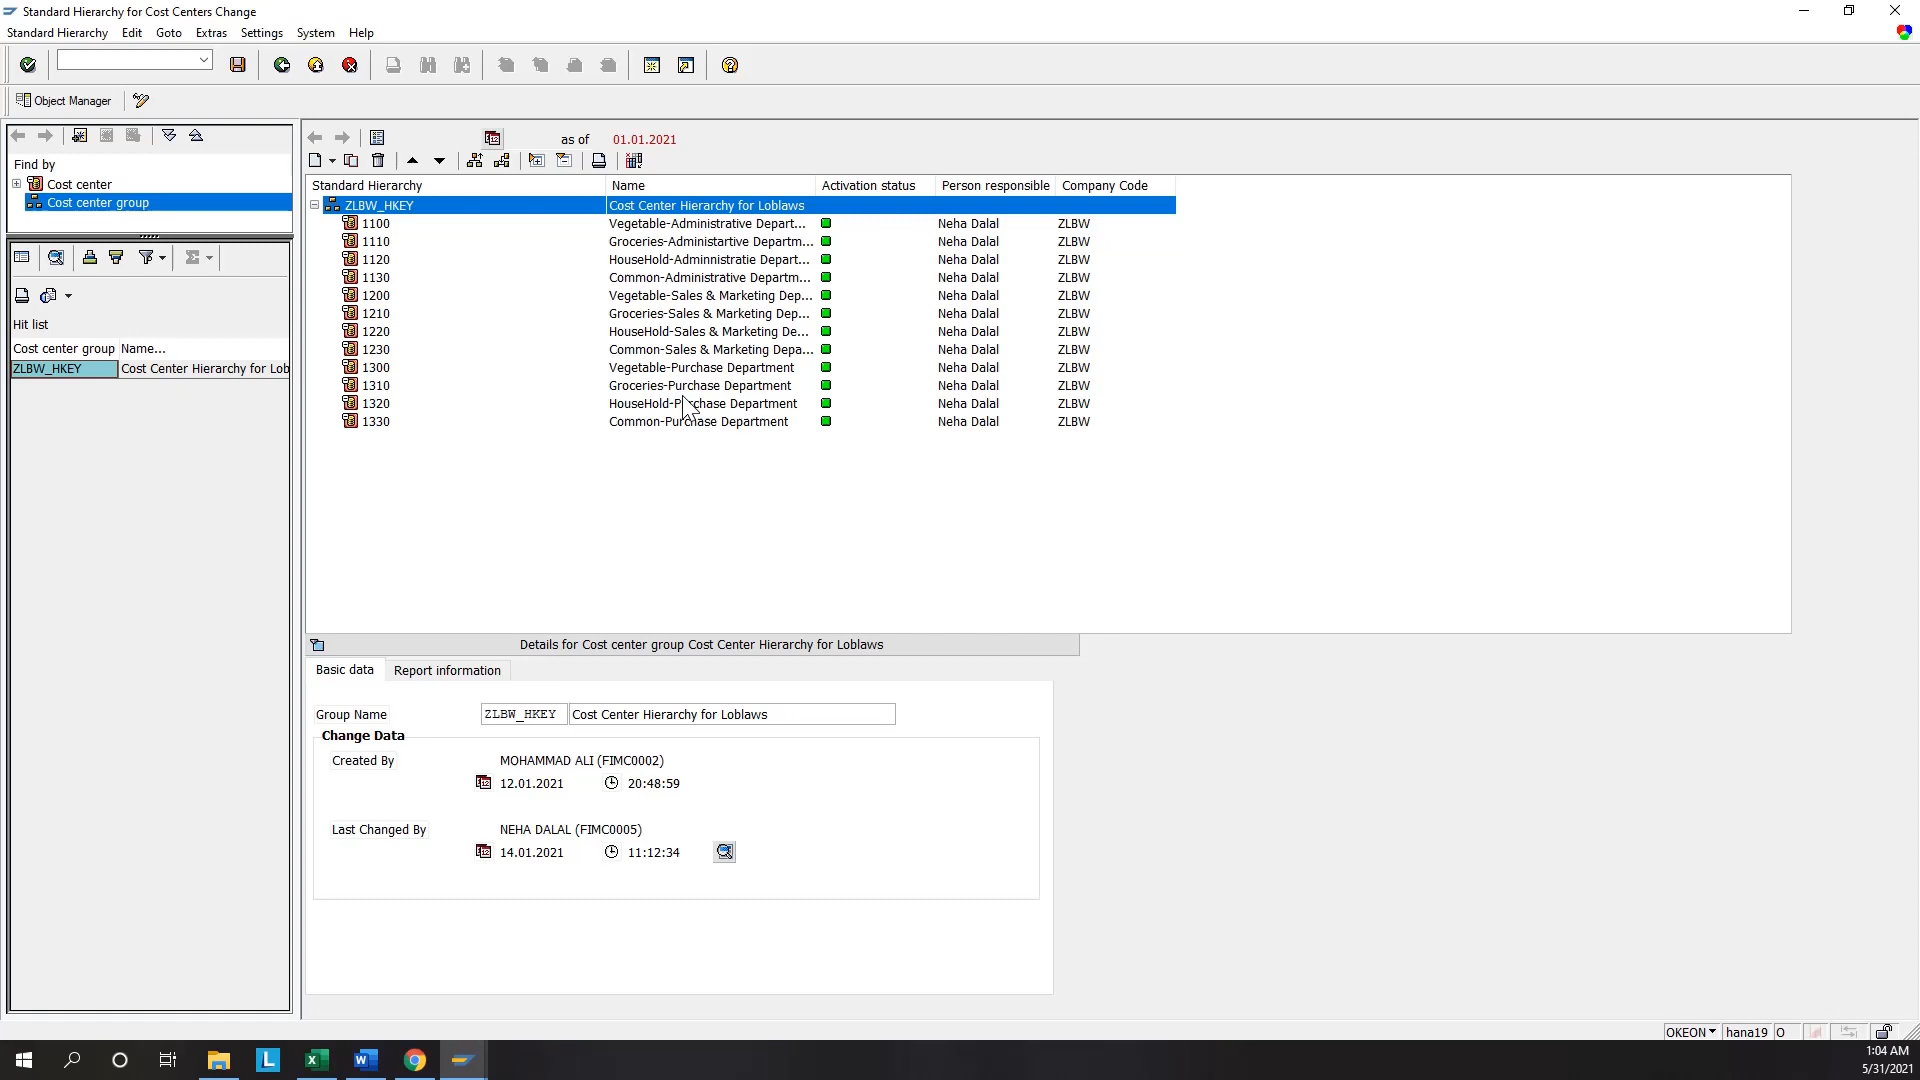 Standard Hierarchy for Cost Centers Change
Standard Hierarchy Edit Goto Extras Settings System Help
Object Manager
as of 01.01.2021
Find by
Cost center
Cost center group
Hit list
Cost center group Name...
ZLBW_HKEY Cost Center Hierarchy for Lob
Standard Hierarchy Name Activation status Person responsible Company Code
ZLBW_HKEY Cost Center Hierarchy for Loblaws
1100 Vegetable-Administrative Depart... Neha Dalal ZLBW
1110 Groceries-Administartive Departm... Neha Dalal ZLBW
1120 HouseHold-Adminnistratie Depart... Neha Dalal ZLBW
1130 Common-Administrative Departm... Neha Dalal ZLBW
1200 Vegetable-Sales & Marketing Dep... Neha Dalal ZLBW
1210 Groceries-Sales & Marketing Dep... Neha Dalal ZLBW
1220 HouseHold-Sales & Marketing De... Neha Dalal ZLBW
1230 Common-Sales & Marketing Depa... Neha Dalal ZLBW
1300 Vegetable-Purchase Department Neha Dalal ZLBW
1310 Groceries-Purchase Department Neha Dalal ZLBW
1320 HouseHold-Purchase Department Neha Dalal ZLBW
1330 Common-Purchase Department Neha Dalal ZLBW
Details for Cost center group Cost Center Hierarchy for Loblaws
Basic data Report information
Group Name ZLBW_HKEY Cost Center Hierarchy for Loblaws
Change Data
Created By MOHAMMAD ALI (FIMC0002)
12.01.2021 20:48:59
Last Changed By NEHA DALAL (FIMC0005)
14.01.2021 11:12:34
OKEON hana19 O
1:04 AM
5/31/2021